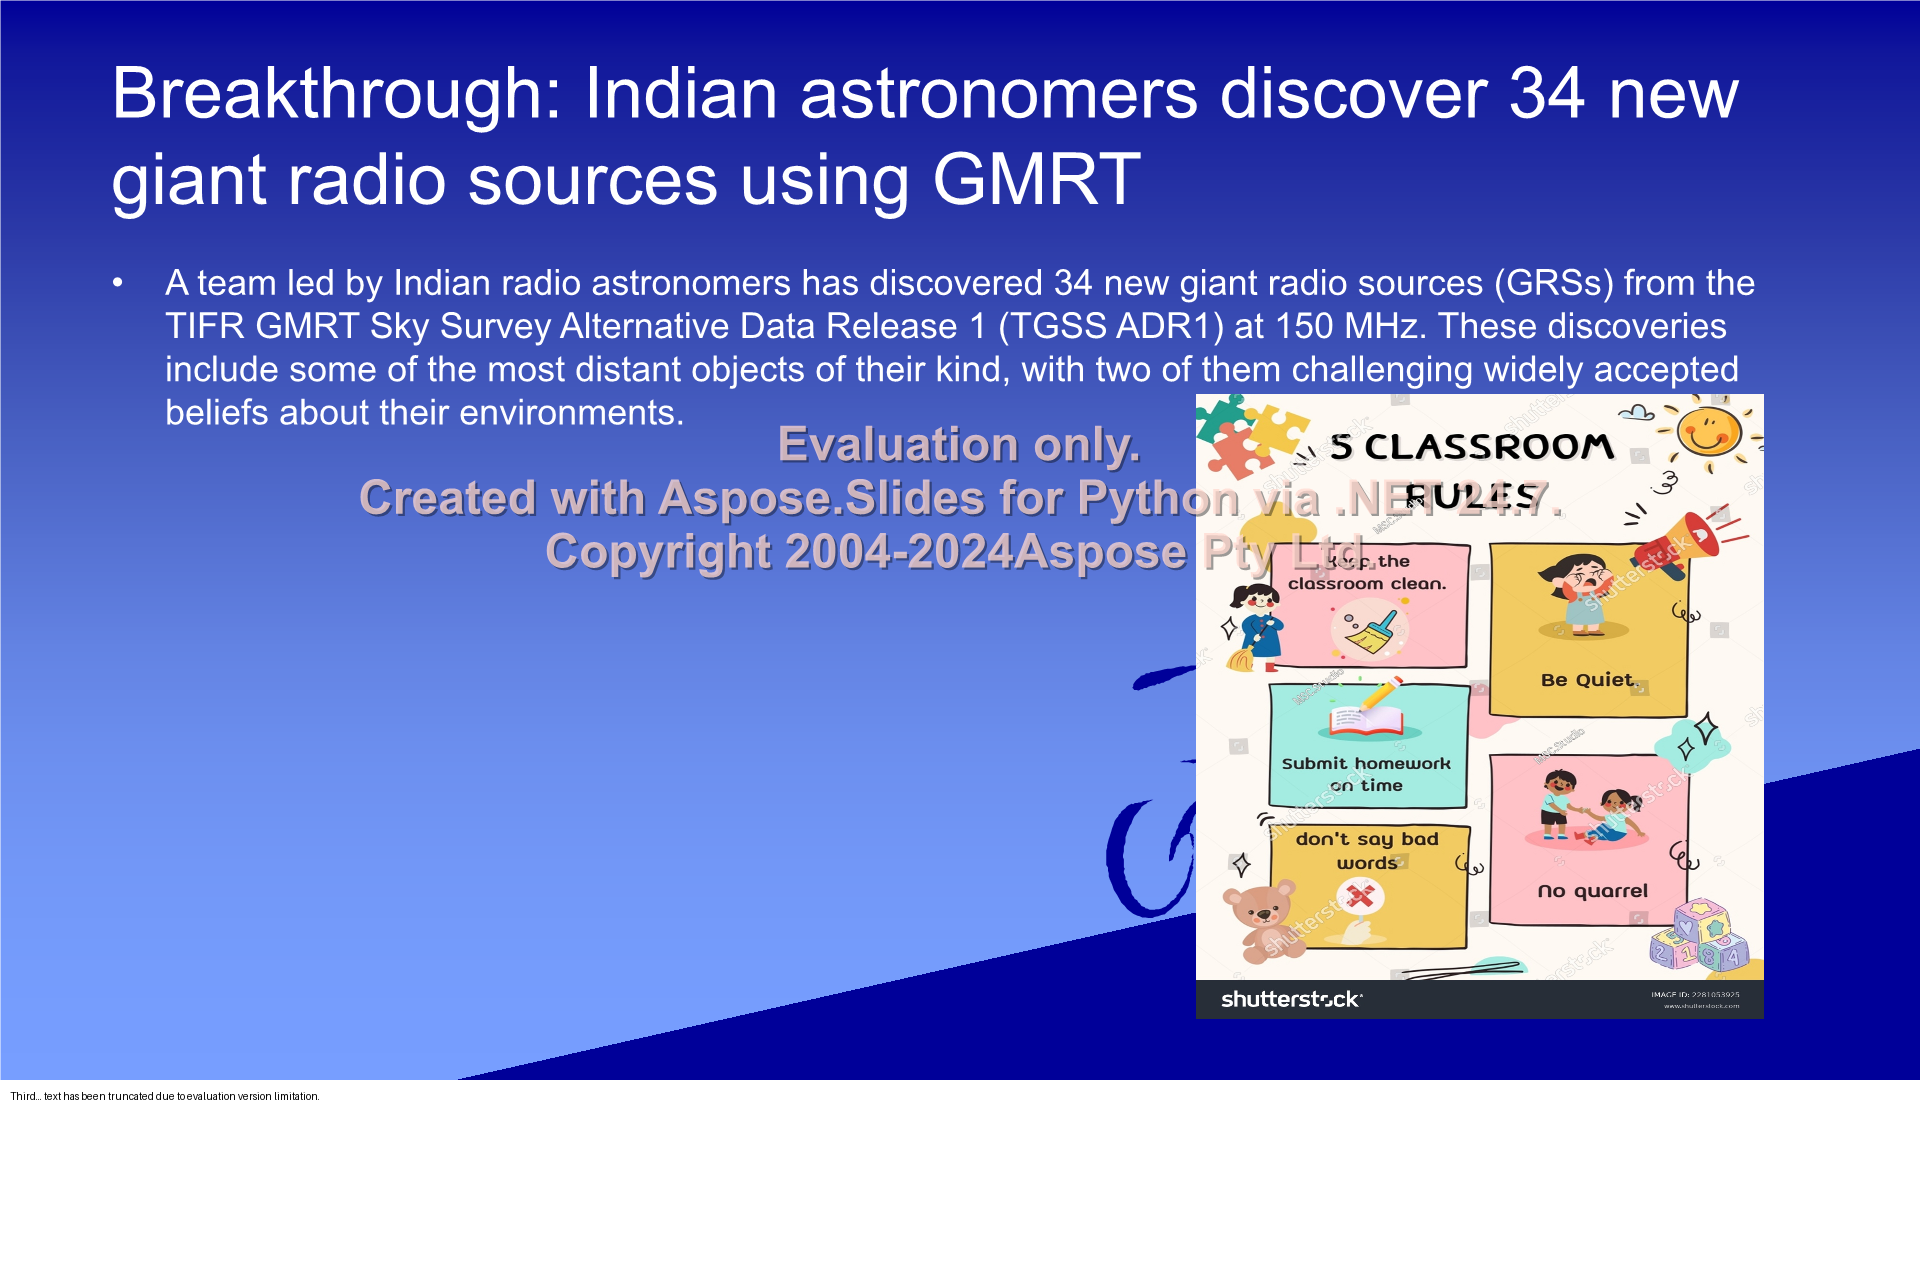 Breakthrough: Indian astronomers discover 34 new
giant radio sources using GMRT
• A team led by Indian radio astronomers has discovered 34 new giant radio sources (GRSs) from the
TIFR GMRT Sky Survey Alternative Data Release 1 (TGSS ADR1) at 150 MHz. These discoveries
include some of the most distant objects of their kind, with two of them challenging widely accepted
beliefs about their environments.
Evaluation only.
Created with Aspose.Slides for Python via .NET 24.7.
Copyright 2004-2024Aspose Pty Ltd.
5 CLASSROOM
RULES
Keep the
classroom clean.
Be Quiet.
Submit homework
on time
don't say bad
words
No quarrel
shutterstock
IMAGE ID: 2281053925
www.shutterstock.com
Third... text has been truncated due to evaluation version limitation.